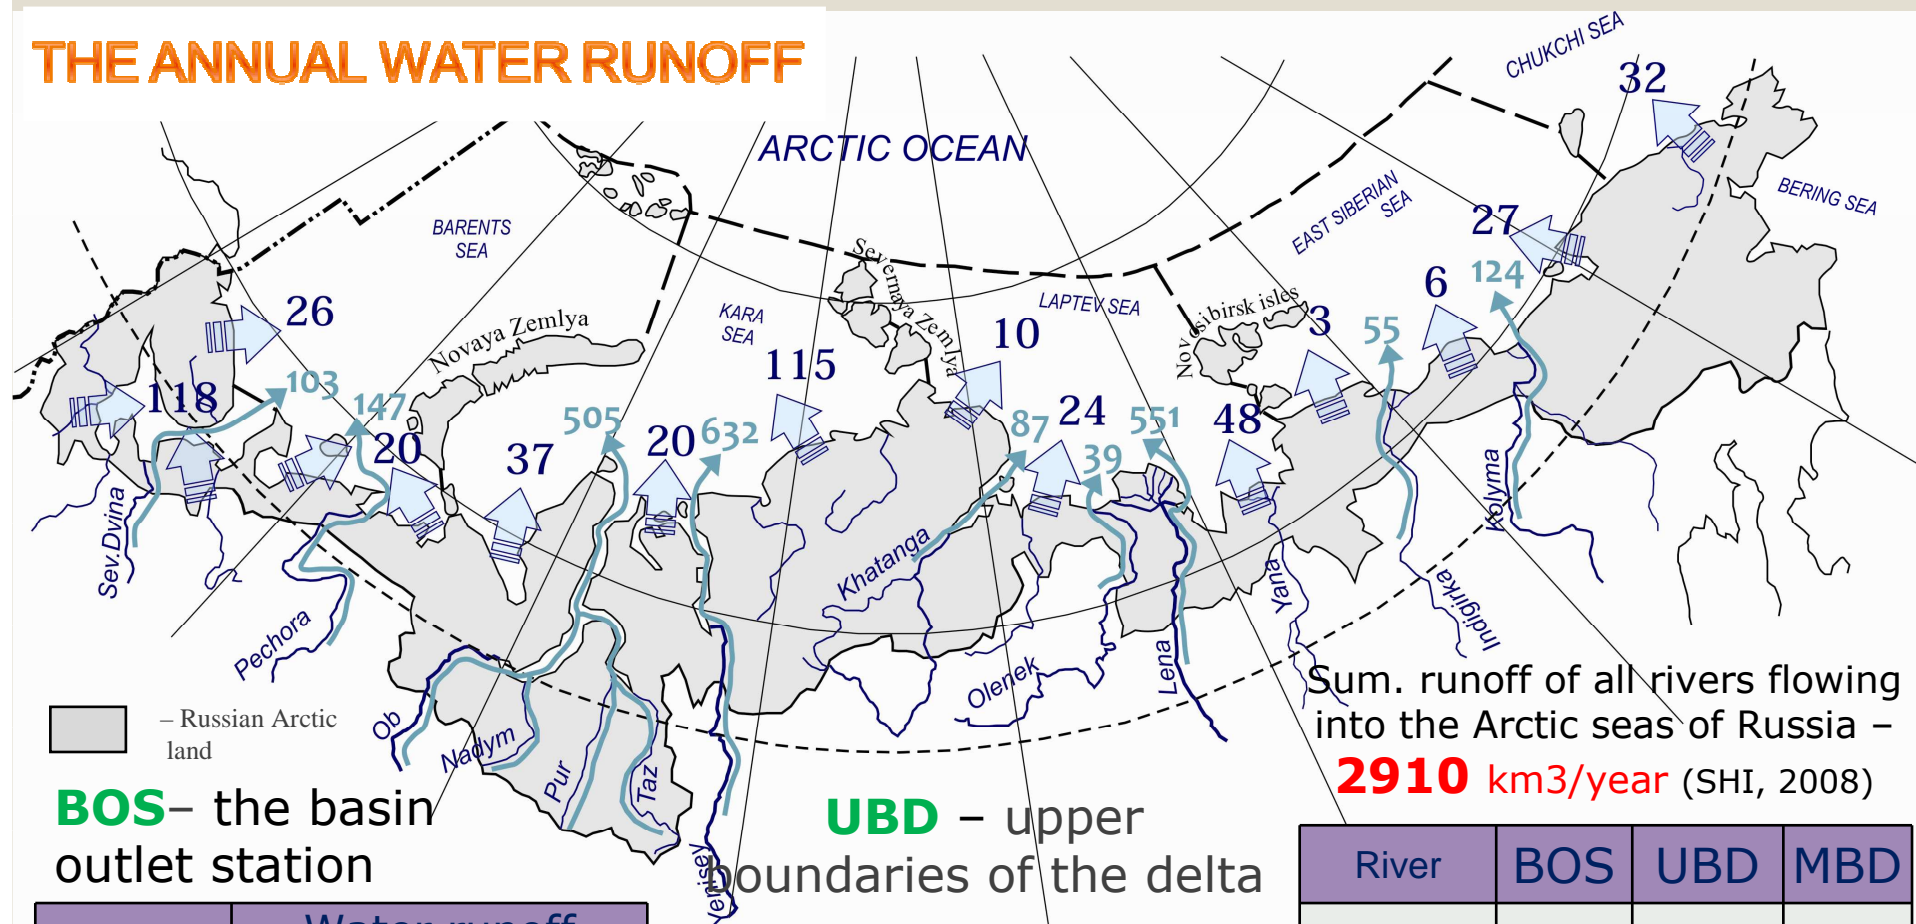 THE ANNUAL WATER RUNOFF
CHUKCHI SEA
32
ARCTIC OCEAN
BERING SEA
BARENTS
SEA
EAST SIBERIAN
SEA
27
124
Severnaya Zemlya
6
26
KARA
SEA
LAPTEV SEA
Novosibirsk isles
3
55
Novaya Zemlya
10
115
118
103
147
505
20
632
87
24
551
48
20
37
39
Sev.Dvina
Kolyma
Khatanga
Yana
Indigirka
Pechora
Olenek
Lena
Ob
Nadym
Pur
Taz
Yenisey
– Russian Arctic
land
Sum. runoff of all rivers flowing
into the Arctic seas of Russia –
2910 km3/year (SHI, 2008)
BOS– the basin
outlet station
UBD – upper
boundaries of the delta
River BOS UBD MBD
Water runoff